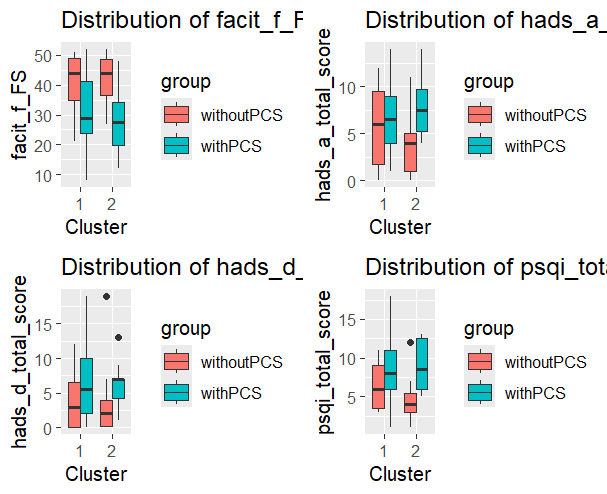 Distribution of facit_f_F
facit_f_FS
50
40
30
20
10
1 2
Cluster
group
withoutPCS
withPCS
Distribution of hads_a_
hads_a_total_score
10
5
0
1 2
Cluster
group
withoutPCS
withPCS
Distribution of hads_d_
hads_d_total_score
15
10
5
0
1 2
Cluster
group
withoutPCS
withPCS
Distribution of psqi_tota
psqi_total_score
15
10
5
1 2
Cluster
group
withoutPCS
withPCS